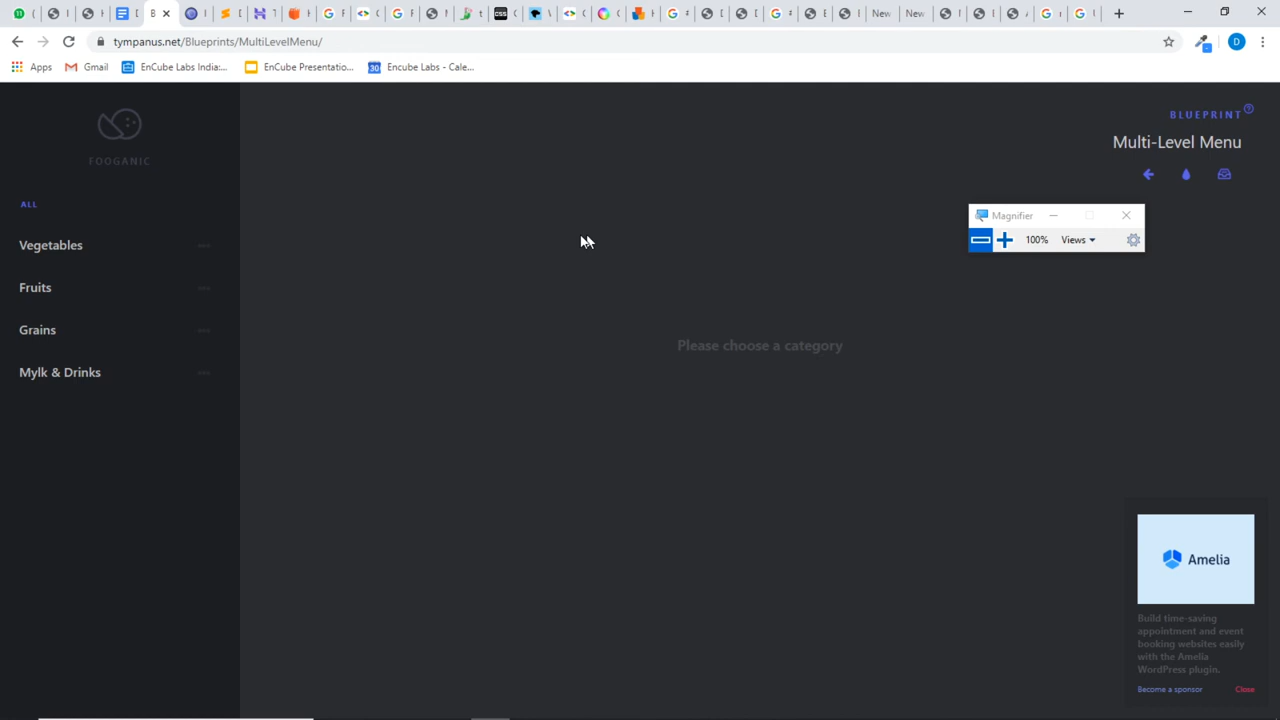 tympanus.net/Blueprints/MultiLevelMenu/
Apps
Gmail
EnCube Labs India:...
EnCube Presentatio...
Encube Labs - Cale...
FOOGANIC
ALL
Vegetables
Fruits
Grains
Mylk & Drinks
BLUEPRINT
Multi-Level Menu
Magnifier
100%
Views
Please choose a category
Amelia
Build time-saving
appointment and event
booking websites easily
with the Amelia
WordPress plugin.
Become a sponsor
Close